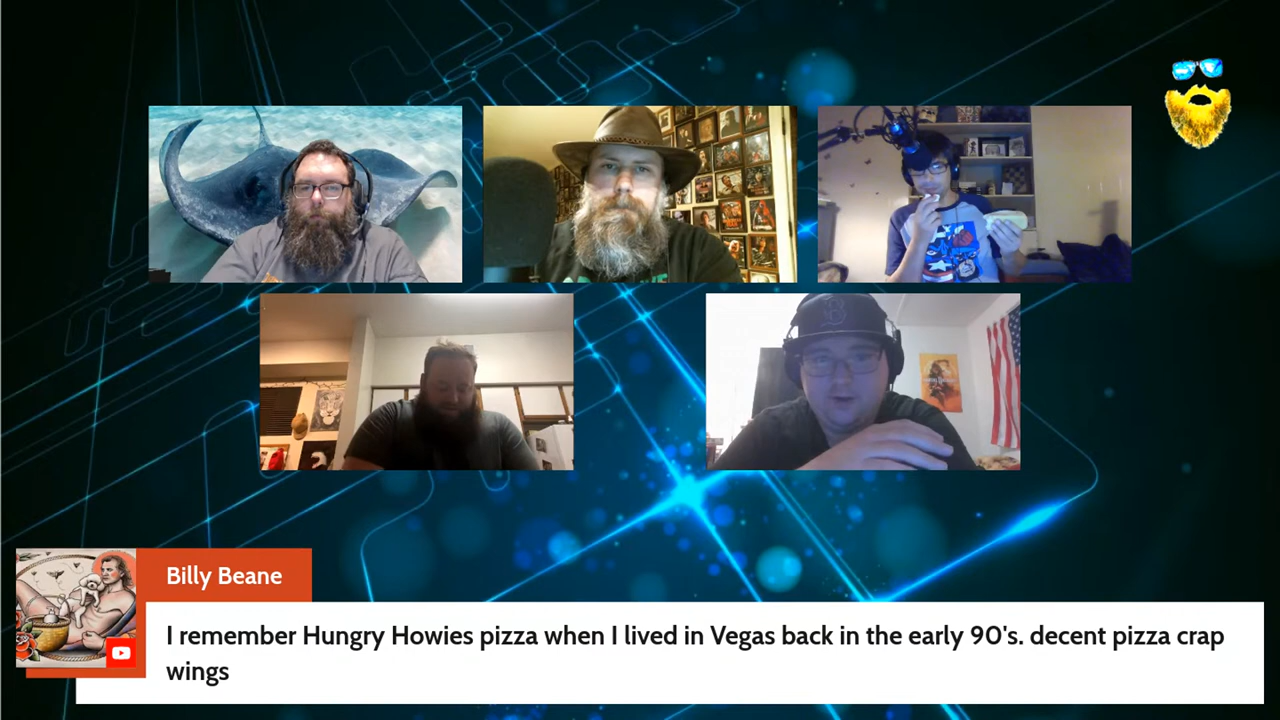 B
Billy Beane
I remember Hungry Howies pizza when I lived in Vegas back in the early 90's. decent pizza crap
wings